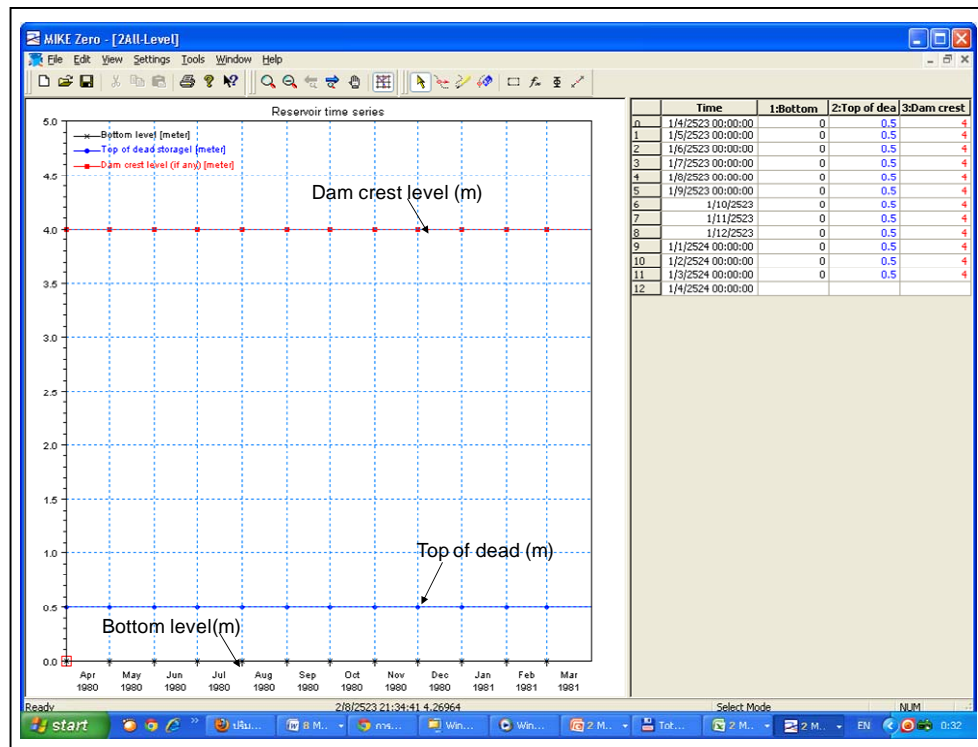 MIKE Zero - [2All-Level]
File Edit View Settings Tools Window Help
Reservoir time series
5.0
4.5
4.0
3.5
3.0
2.5
2.0
1.5
1.0
0.5
0.0
Bottom level [meter]
Top of dead storagel [meter]
Dam crest level (if any) [meter]
Dam crest level (m)
Top of dead (m)
Bottom level(m)
Apr May Jun Jul Aug Sep Oct Nov Dec Jan Feb Mar
1980 1980 1980 1980 1980 1980 1980 1980 1980 1981 1981 1981
Time 1:Bottom 2:Top of dea 3:Dam crest
0 1/4/2523 00:00:00 0 0.5 4
1 1/5/2523 00:00:00 0 0.5 4
2 1/6/2523 00:00:00 0 0.5 4
3 1/7/2523 00:00:00 0 0.5 4
4 1/8/2523 00:00:00 0 0.5 4
5 1/9/2523 00:00:00 0 0.5 4
6 1/10/2523 0 0.5 4
7 1/11/2523 0 0.5 4
8 1/12/2523 0 0.5 4
9 1/1/2524 00:00:00 0 0.5 4
10 1/2/2524 00:00:00 0 0.5 4
11 1/3/2524 00:00:00 0 0.5 4
12 1/4/2524 00:00:00
Ready 2/8/2523 21:34:41 4.26964 Select Mode NUM
start 8 M.. การ... Win... Win... 2 M.. Tot... 2 M.. 2 M.. EN 0:32